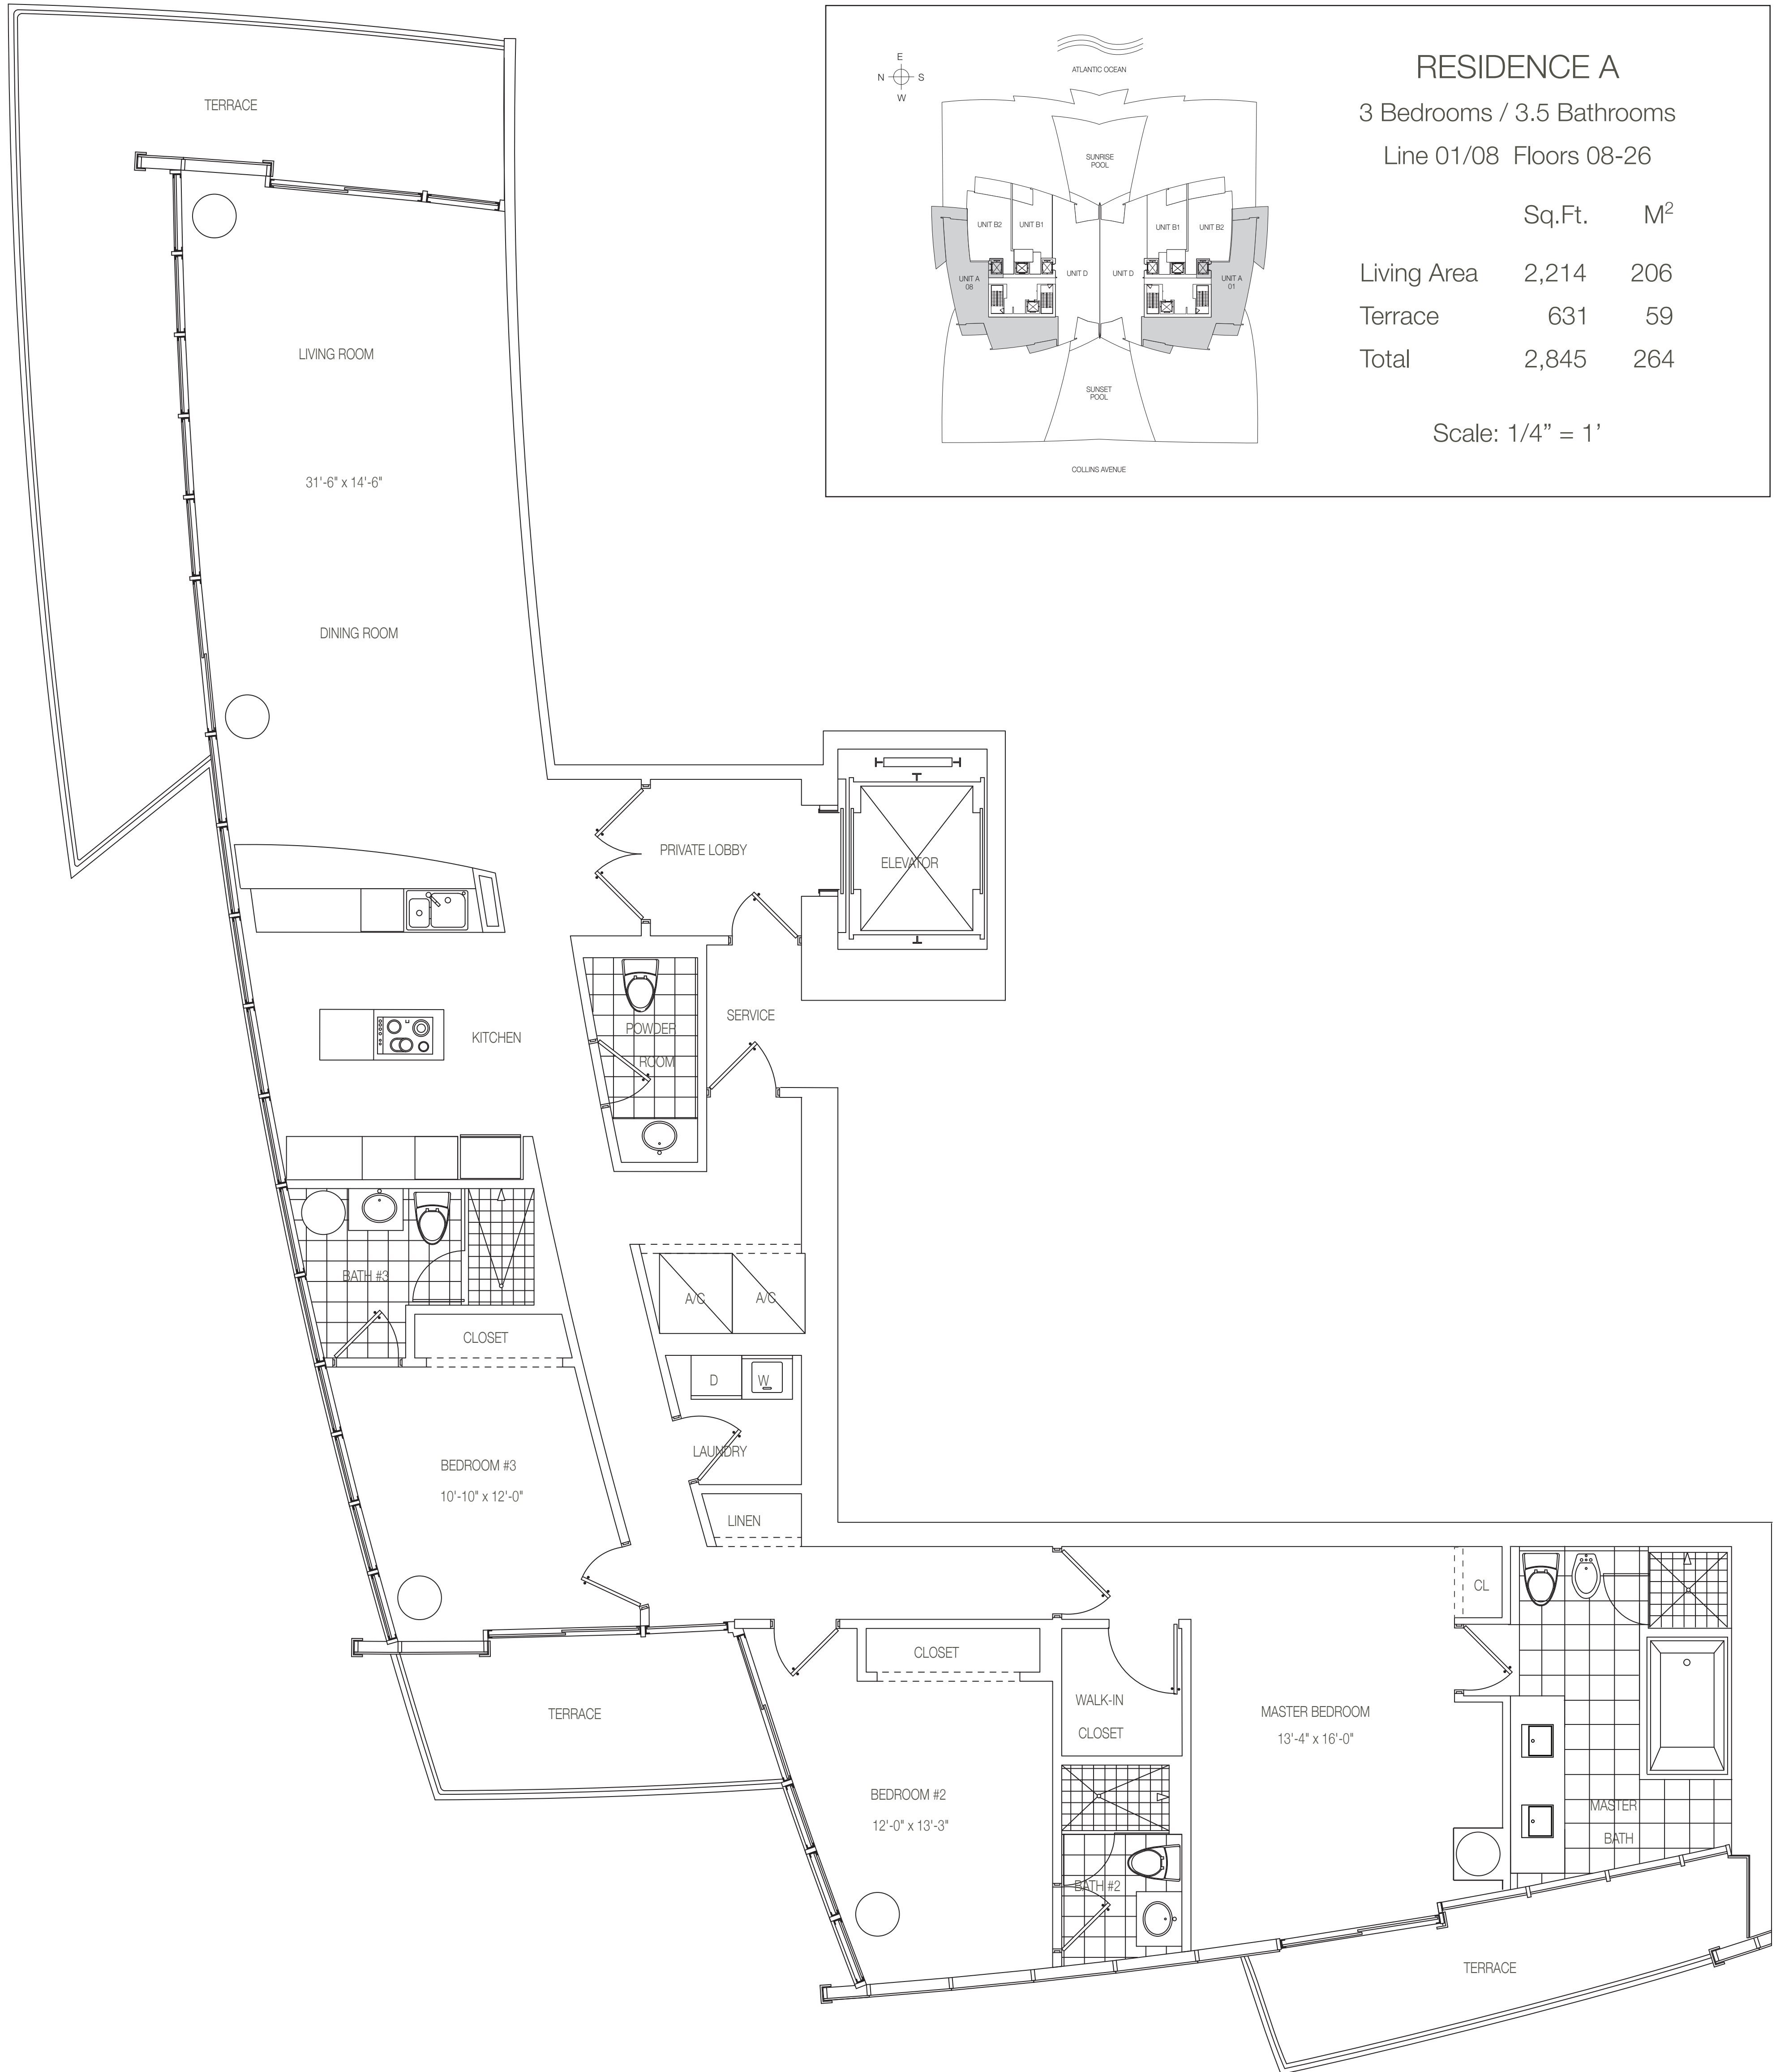 TERRACE
LIVING ROOM
31'-6" x 14'-6"
DINING ROOM
PRIVATE LOBBY
ELEVATOR
KITCHEN
POWDER
ROOM
SERVICE
BATH #3
CLOSET
A/C A/C
D W
LAUNDRY
BEDROOM #3
10'-10" x 12'-0"
LINEN
TERRACE
CLOSET
WALK-IN
CLOSET
BEDROOM #2
12'-0" x 13'-3"
BATH #2
MASTER BEDROOM
13'-4" x 16'-0"
CL
MASTER
BATH
TERRACE
E
N S
W
ATLANTIC OCEAN
SUNRISE
POOL
UNIT B2 UNIT B1 UNIT B1 UNIT B2
UNIT A
08
UNIT D UNIT D
UNIT A
01
SUNSET
POOL
COLLINS AVENUE
RESIDENCE A
3 Bedrooms / 3.5 Bathrooms
Line 01/08 Floors 08-26
Sq.Ft. M²
Living Area 2,214 206
Terrace 631 59
Total 2,845 264
Scale: 1/4” = 1’